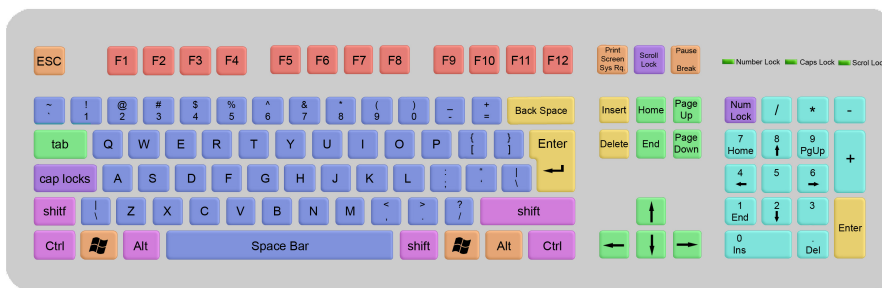 ESC F1 F2 F3 F4 F5 F6 F7 F8 F9 F10 F11 F12
Print
Screen
Sys Rq.
Scroll
Lock
Pause
Break
Number Lock Caps Lock Scrol Loc
~ ! @ # $ % ^ & * ( ) _ +
` 1 2 3 4 5 6 7 8 9 0 - =
Back Space
Insert Home Page
Up
Num
Lock
/ * -
tab Q W E R T Y U I O P { }
[ ]
Enter
Delete End Page
Down
7 8 9
Home PgUp
+
cap locks A S D F G H J K L : "
; '
|
\
4 5 6
shitf |
\
Z X C V B N M < > ?
, . /
shift
1 2 3
End
Enter
Ctrl Alt Space Bar shift Alt Ctrl
0 .
Ins Del